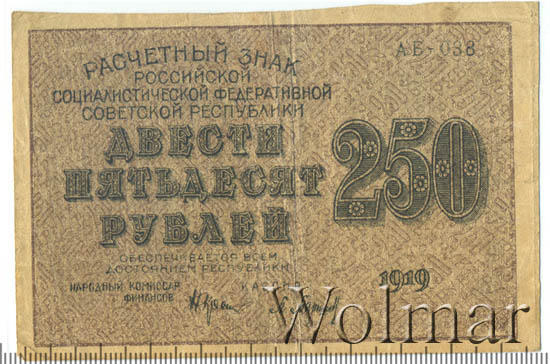 РАСЧЕТНЫЙ ЗНАК
АБ-038
РОССИЙСКОЙ
СОЦИАЛИСТИЧЕСКОЙ ФЕДЕРАТИВНОЙ
СОВЕТСКОЙ РЕСПУБЛИКИ
ДВЕСТИ
ПЯТЬДЕСЯТ
РУБЛЕЙ
250
ОБЕСПЕЧИВАЕТСЯ ВСЕМ
ДОСТОЯНИЕМ РЕСПУБЛИКИ
1919
НАРОДНЫЙ КОМИССАР
ФИНАНСОВ
КАССИР
Wolmar